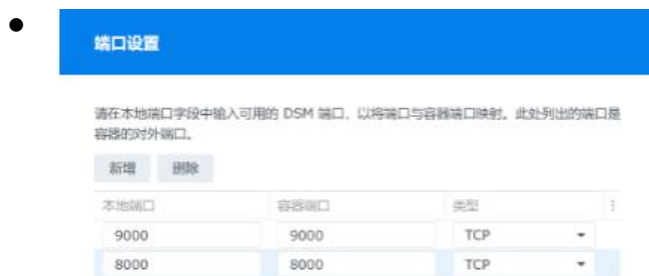 端口设置
请在本地端口字段中输入可用的 DSM 端口，以将端口与容器端口映射。此处列出的端口是
容器的对外端口。
新增 删除
本地端口 容器端口 类型
9000 9000 TCP
8000 8000 TCP